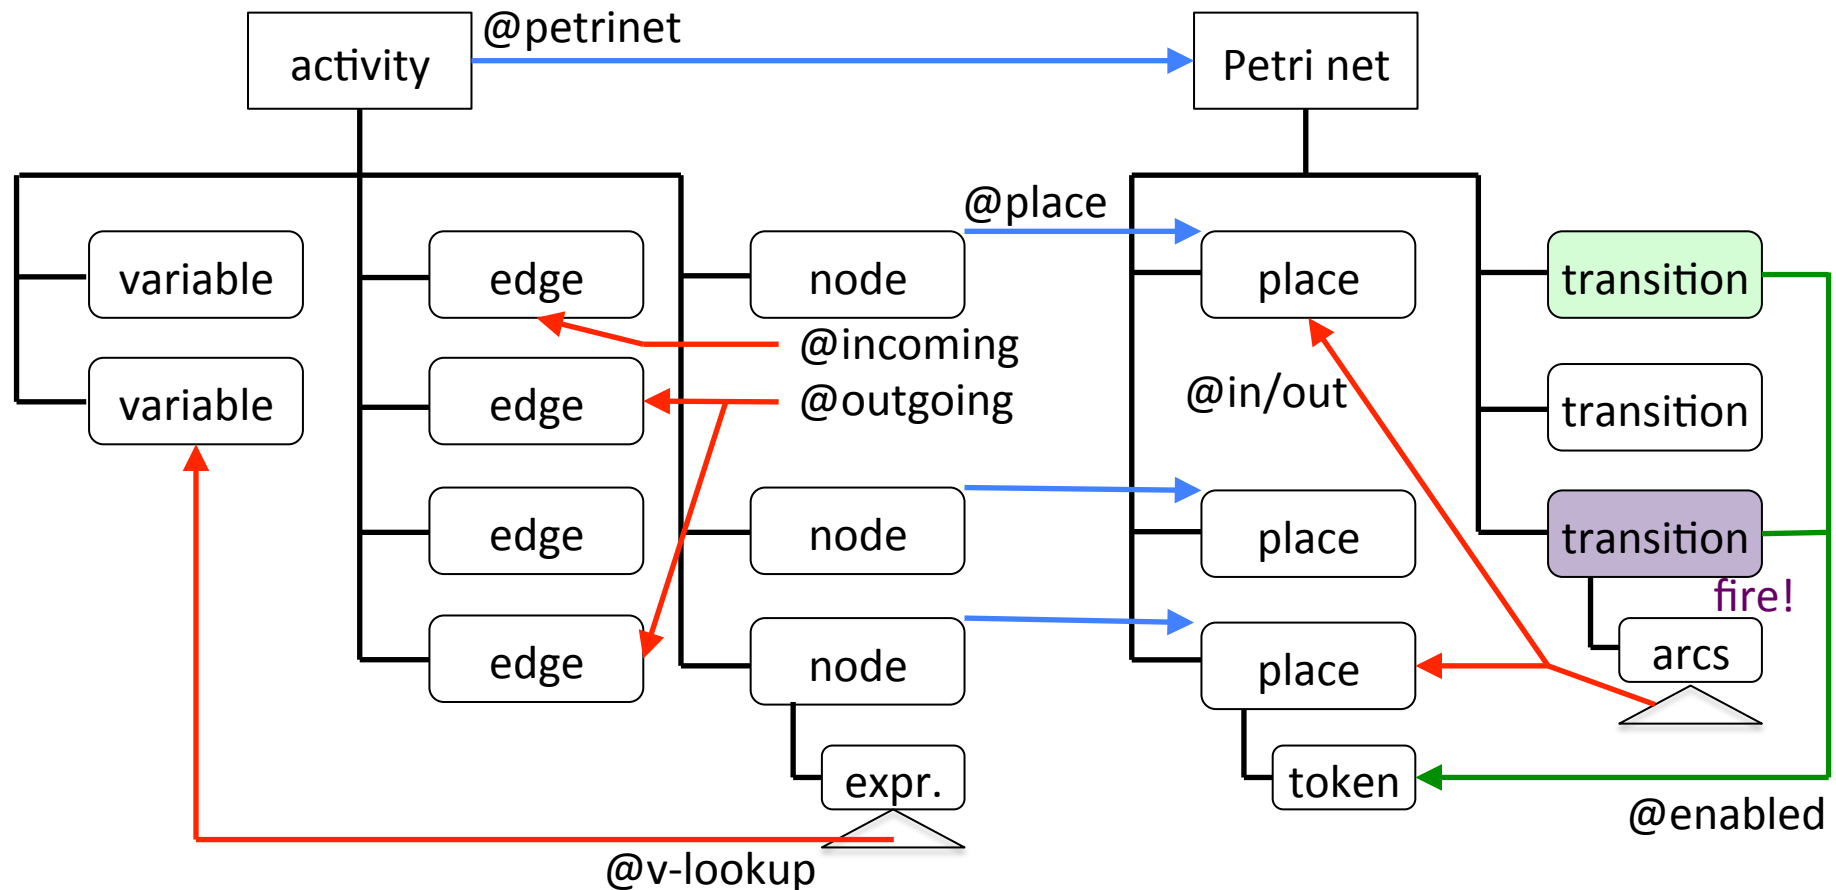 @petrinet
activity
Petri net
@place
variable
edge
node
place
transition
@incoming
variable
edge
@outgoing
@in/out
transition
edge
node
place
transition
fire!
edge
node
place
arcs
expr.
token
@enabled
@v-lookup